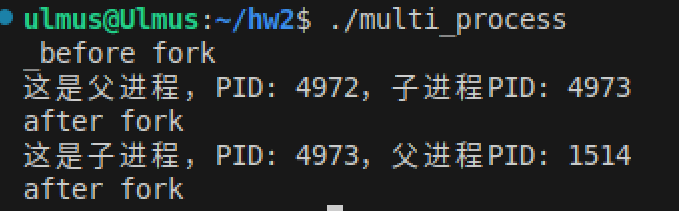 ulmus@Ulmus:~/hw2$ ./multi_process
_before fork
这是父进程，PID: 4972，子进程PID: 4973
after fork
这是子进程，PID: 4973，父进程PID: 1514
after fork